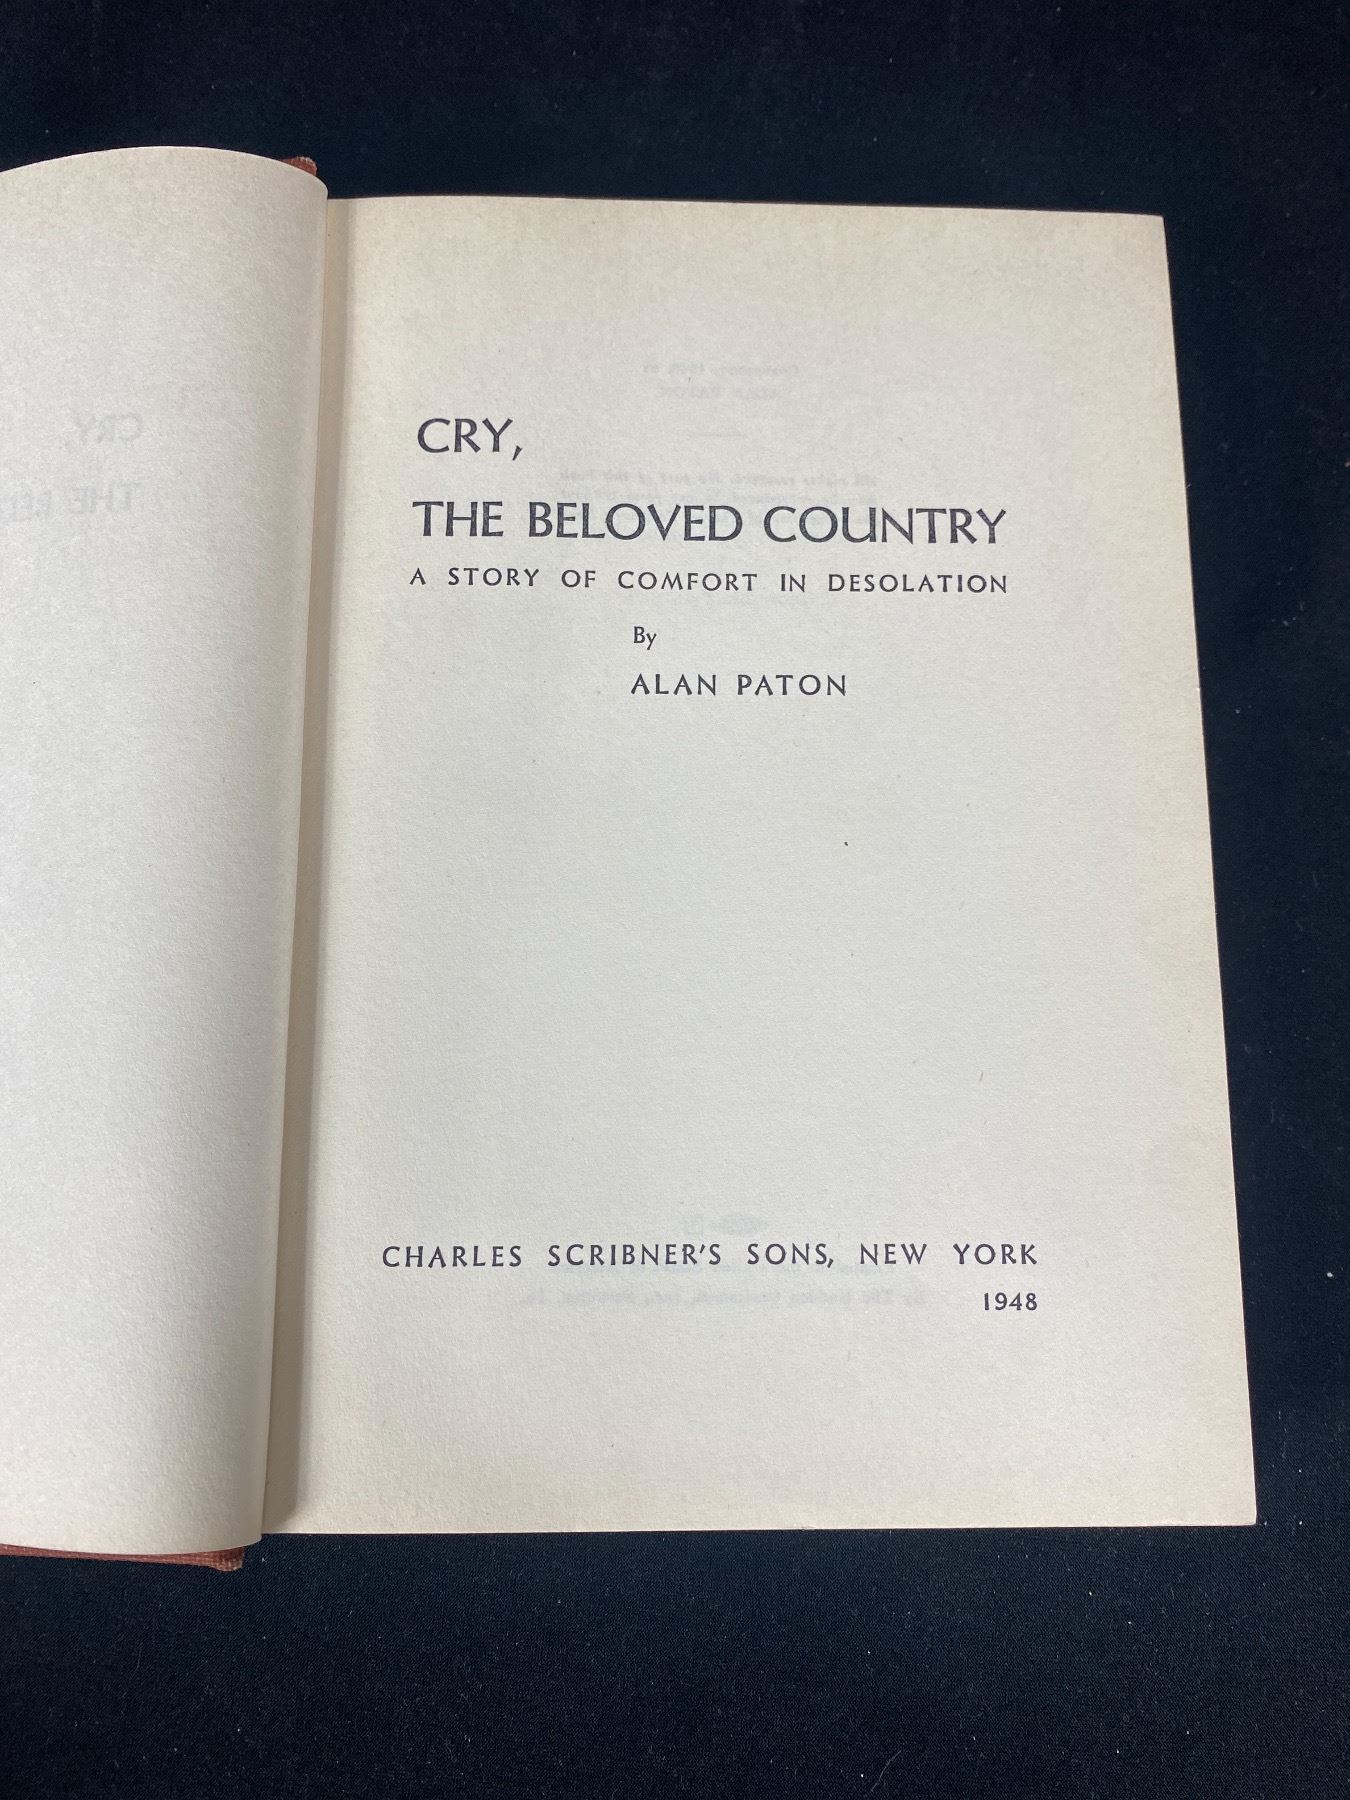 CRY,
THE BELOVED COUNTRY
A STORY OF COMFORT IN DESOLATION
By
ALAN PATON
CHARLES SCRIBNER'S SONS, NEW YORK
1948